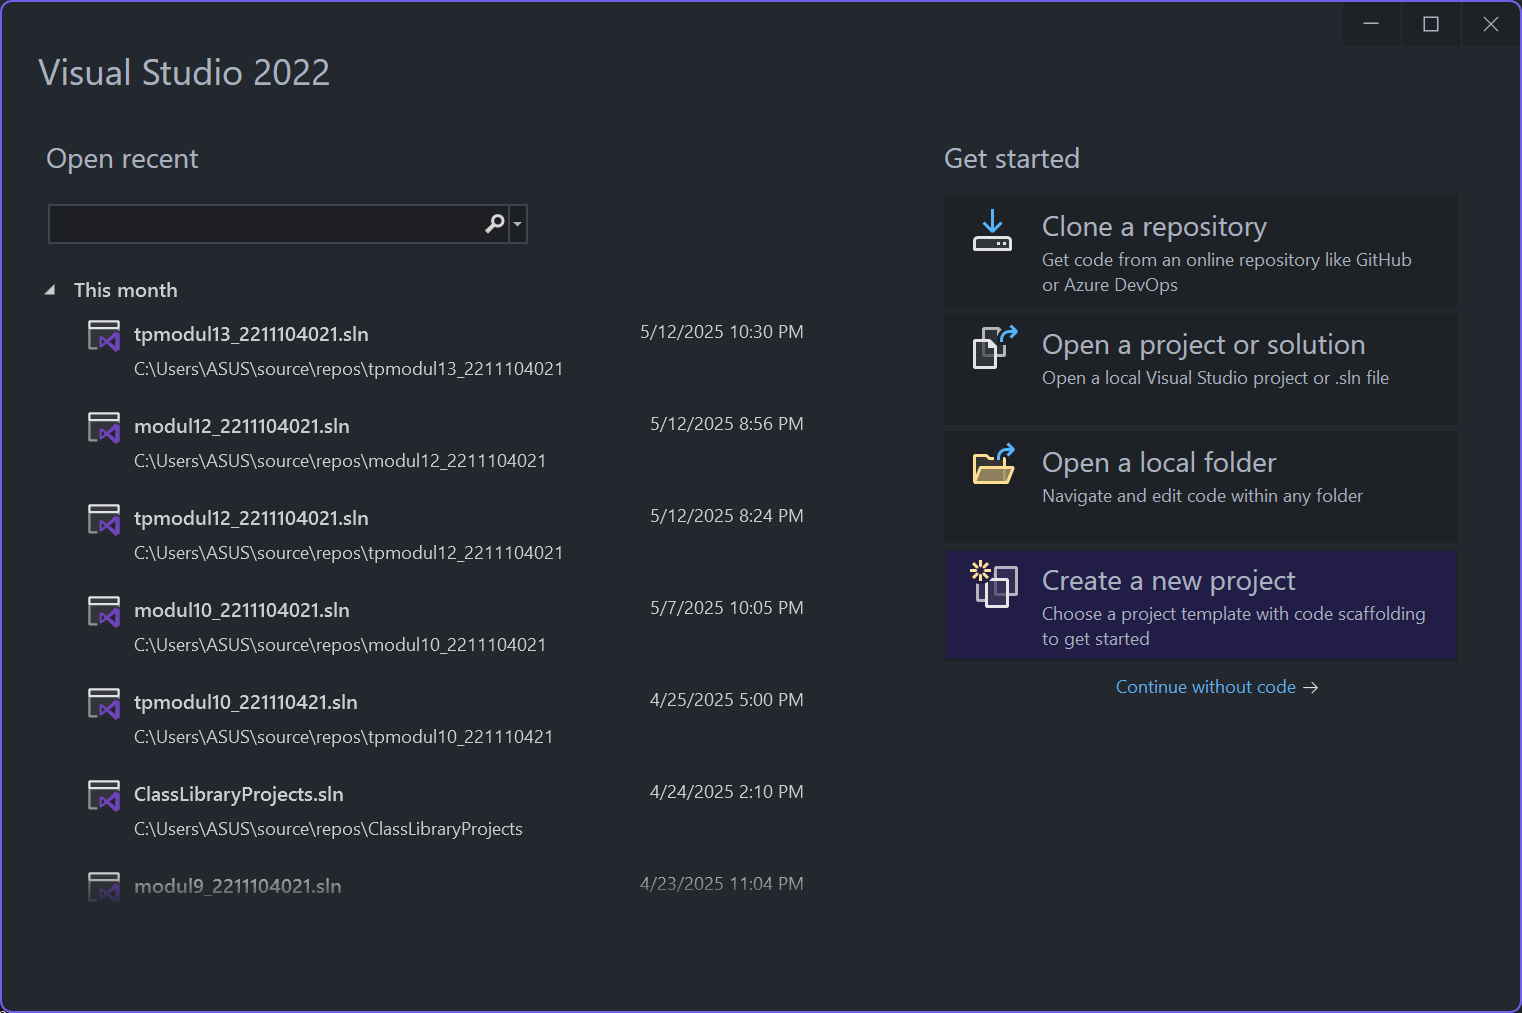 Visual Studio 2022
Open recent
This month
tpmodul13_2211104021.sln
5/12/2025 10:30 PM
C:\Users\ASUS\source\repos\tpmodul13_2211104021
modul12_2211104021.sln
5/12/2025 8:56 PM
C:\Users\ASUS\source\repos\modul12_2211104021
tpmodul12_2211104021.sln
5/12/2025 8:24 PM
C:\Users\ASUS\source\repos\tpmodul12_2211104021
modul10_2211104021.sln
5/7/2025 10:05 PM
C:\Users\ASUS\source\repos\modul10_2211104021
tpmodul10_221110421.sln
4/25/2025 5:00 PM
C:\Users\ASUS\source\repos\tpmodul10_221110421
ClassLibraryProjects.sln
4/24/2025 2:10 PM
C:\Users\ASUS\source\repos\ClassLibraryProjects
modul9_2211104021.sln
4/23/2025 11:04 PM
Get started
Clone a repository
Get code from an online repository like GitHub
or Azure DevOps
Open a project or solution
Open a local Visual Studio project or .sln file
Open a local folder
Navigate and edit code within any folder
Create a new project
Choose a project template with code scaffolding
to get started
Continue without code →